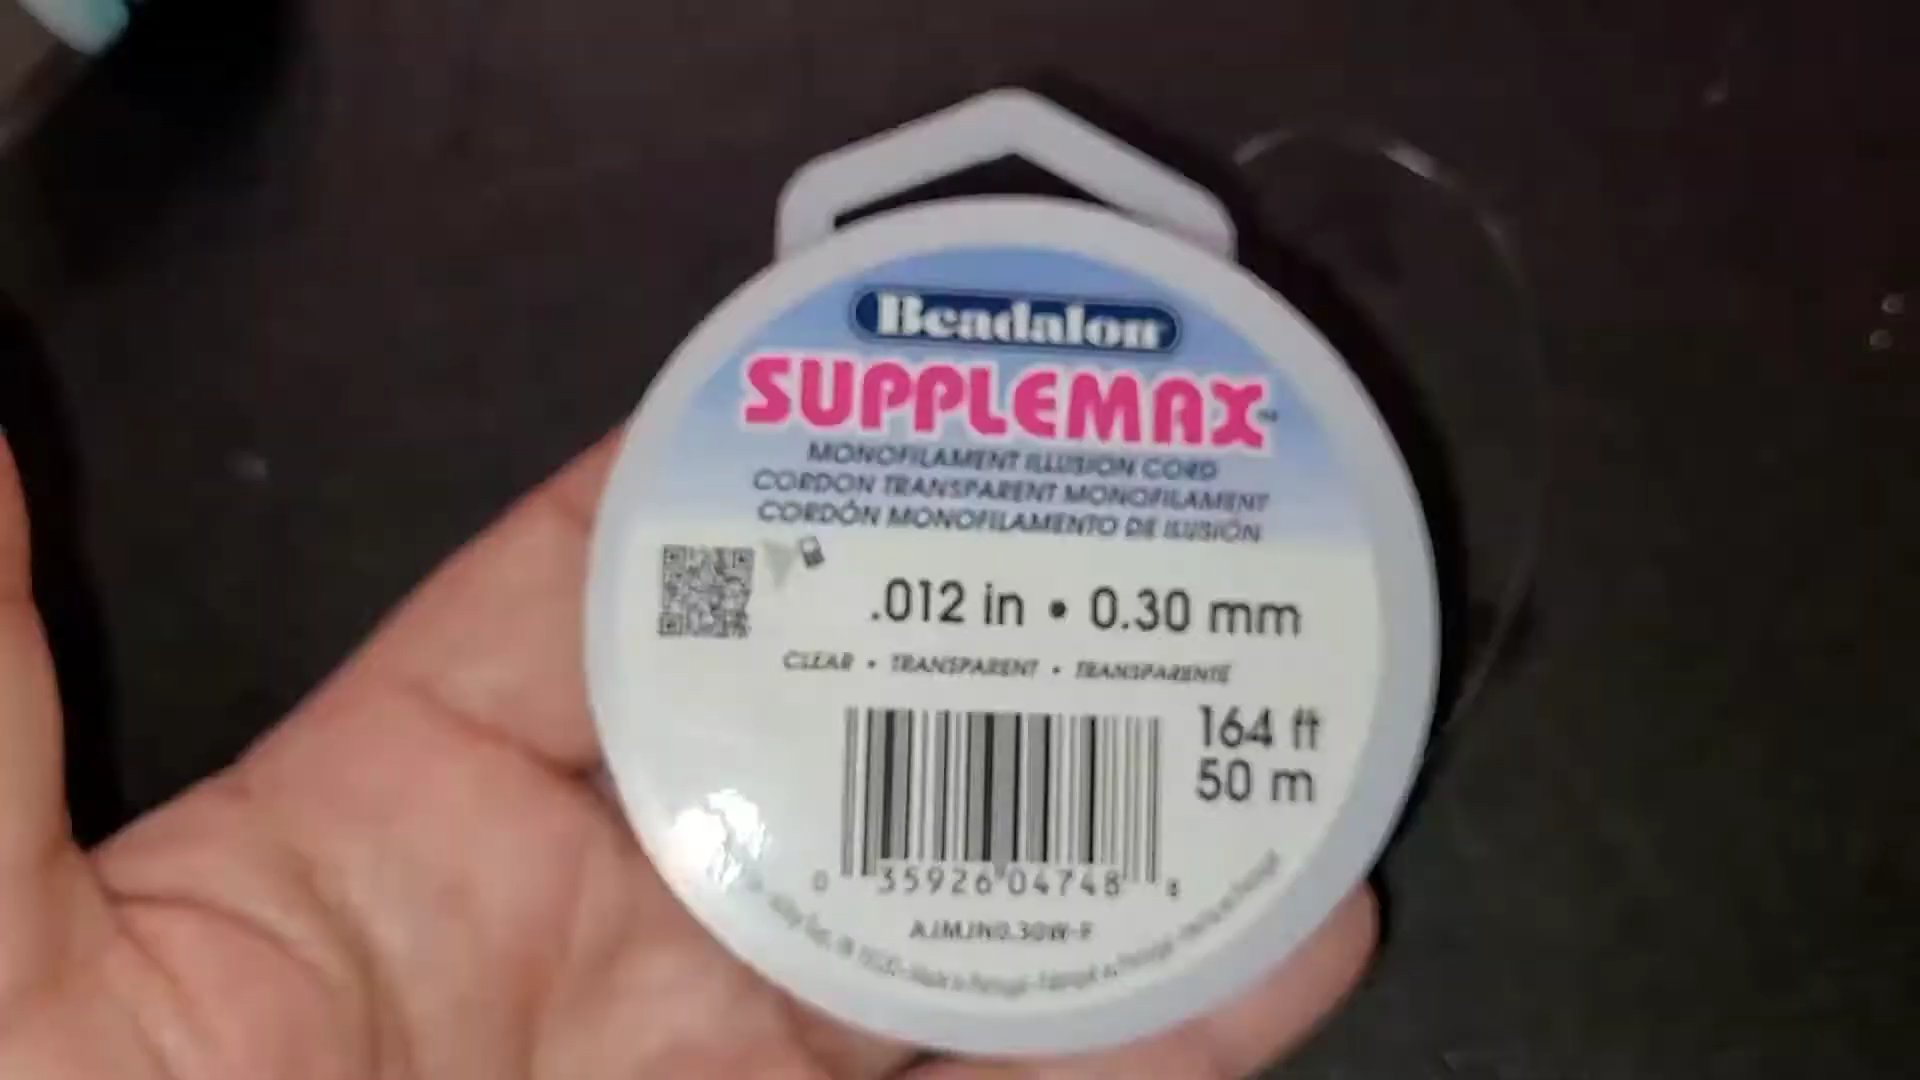 Beadalon
SUPPLEMAX™
MONOFILAMENT ILLUSION CORD
CORDON TRANSPARENT MONOFILAMENT
CORDÓN MONOFILAMENTO DE ILUSIÓN
.012 in • 0.30 mm
CLEAR • TRANSPARENT • TRANSPARENTE
164 ft
50 m
0 35926 04748 8
AJMJN0.30W-F